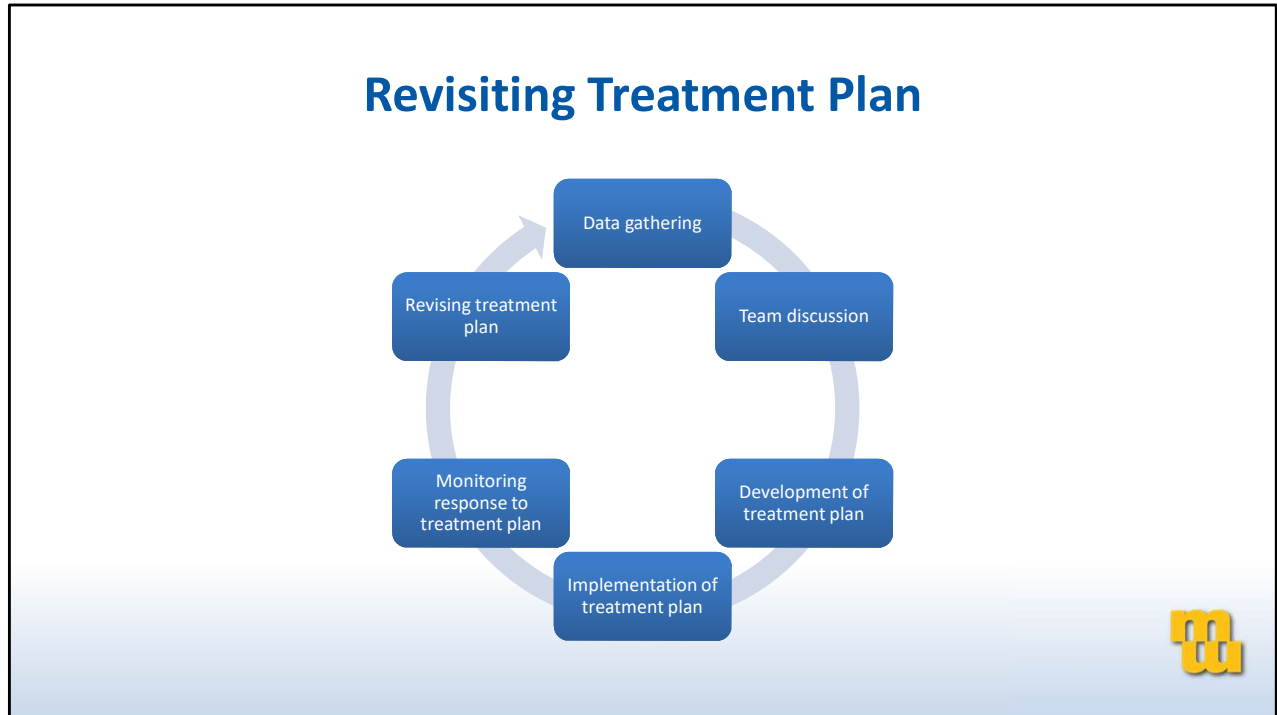 Revisiting Treatment Plan
Data gathering
Team discussion
Development of
treatment plan
Implementation of
treatment plan
Monitoring
response to
treatment plan
Revising treatment
plan